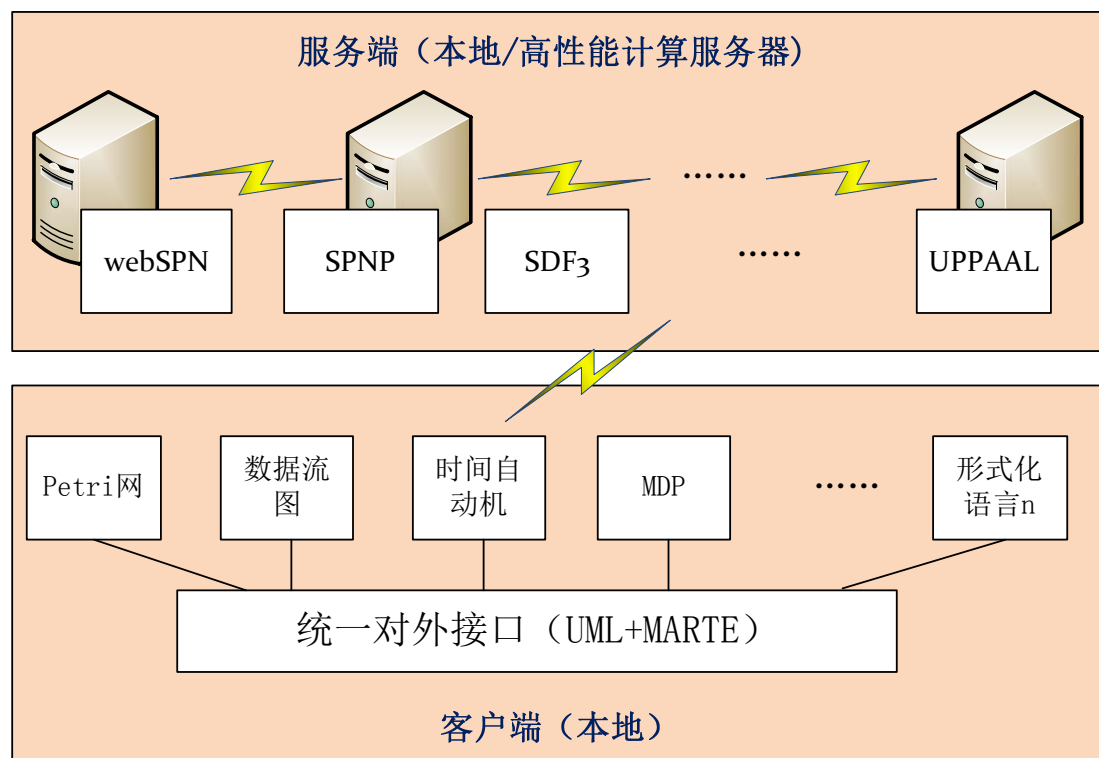 服务端（本地/高性能计算服务器)
……
webSPN
SPNP
SDF3
……
UPPAAL
Petri网
数据流
图
时间自
动机
MDP
……
形式化
语言n
统一对外接口（UML+MARTE）
客户端（本地）